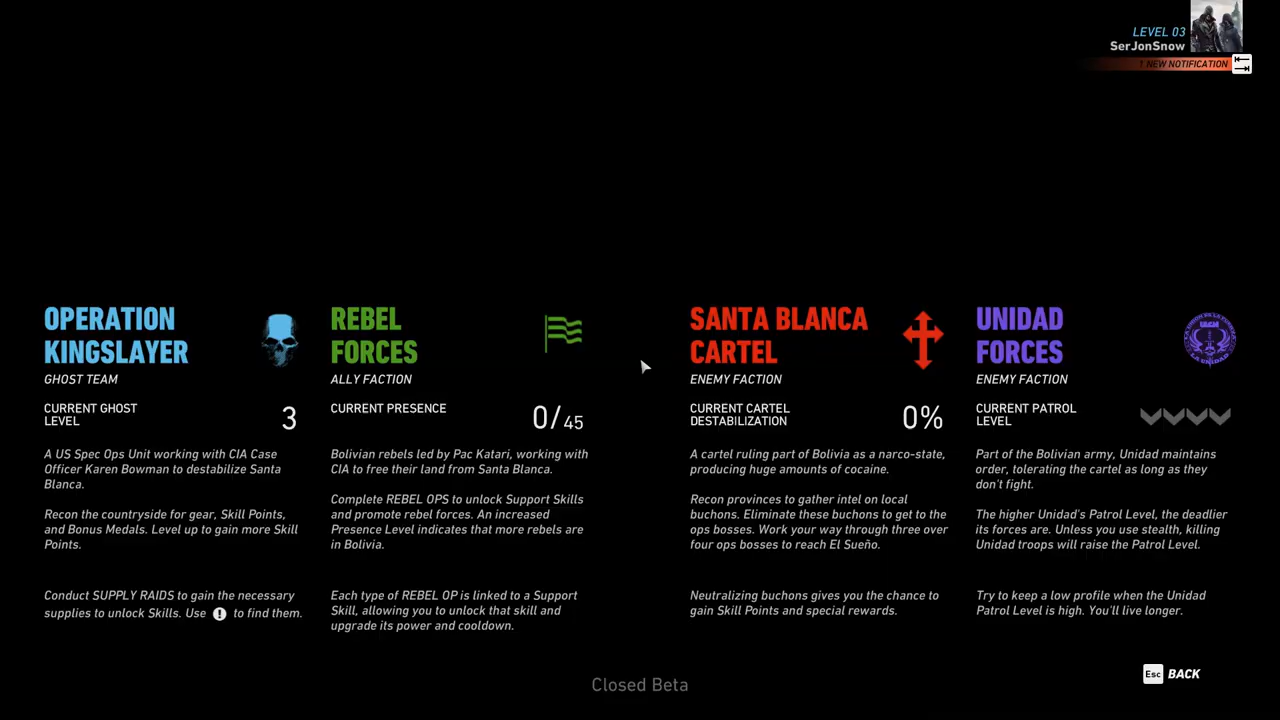 LEVEL 03
SerJonSnow
1 NEW NOTIFICATION
OPERATION
KINGSLAYER
GHOST TEAM
CURRENT GHOST
LEVEL
3
A US Spec Ops Unit working with CIA Case
Officer Karen Bowman to destabilize Santa
Blanca.
Recon the countryside for gear, Skill Points,
and Bonus Medals. Level up to gain more Skill
Points.
Conduct SUPPLY RAIDS to gain the necessary
supplies to unlock Skills. Use ! to find them.
REBEL
FORCES
ALLY FACTION
CURRENT PRESENCE
0/45
Bolivian rebels led by Pac Katari, working with
CIA to free their land from Santa Blanca.
Complete REBEL OPS to unlock Support Skills
and promote rebel forces. An increased
Presence Level indicates that more rebels are
in Bolivia.
Each type of REBEL OP is linked to a Support
Skill, allowing you to unlock that skill and
upgrade its power and cooldown.
SANTA BLANCA
CARTEL
ENEMY FACTION
CURRENT CARTEL
DESTABILIZATION
0%
A cartel ruling part of Bolivia as a narco-state,
producing huge amounts of cocaine.
Recon provinces to gather intel on local
buchons. Eliminate these buchons to get to the
ops bosses. Work your way through three over
four ops bosses to reach El Sueño.
Neutralizing buchons gives you the chance to
gain Skill Points and special rewards.
UNIDAD
FORCES
LA UNIDAD
ENEMY FACTION
CURRENT PATROL
LEVEL
Part of the Bolivian army, Unidad maintains
order, tolerating the cartel as long as they
don't fight.
The higher Unidad's Patrol Level, the deadlier
its forces are. Unless you use stealth, killing
Unidad troops will raise the Patrol Level.
Try to keep a low profile when the Unidad
Patrol Level is high. You'll live longer.
Esc BACK
Closed Beta